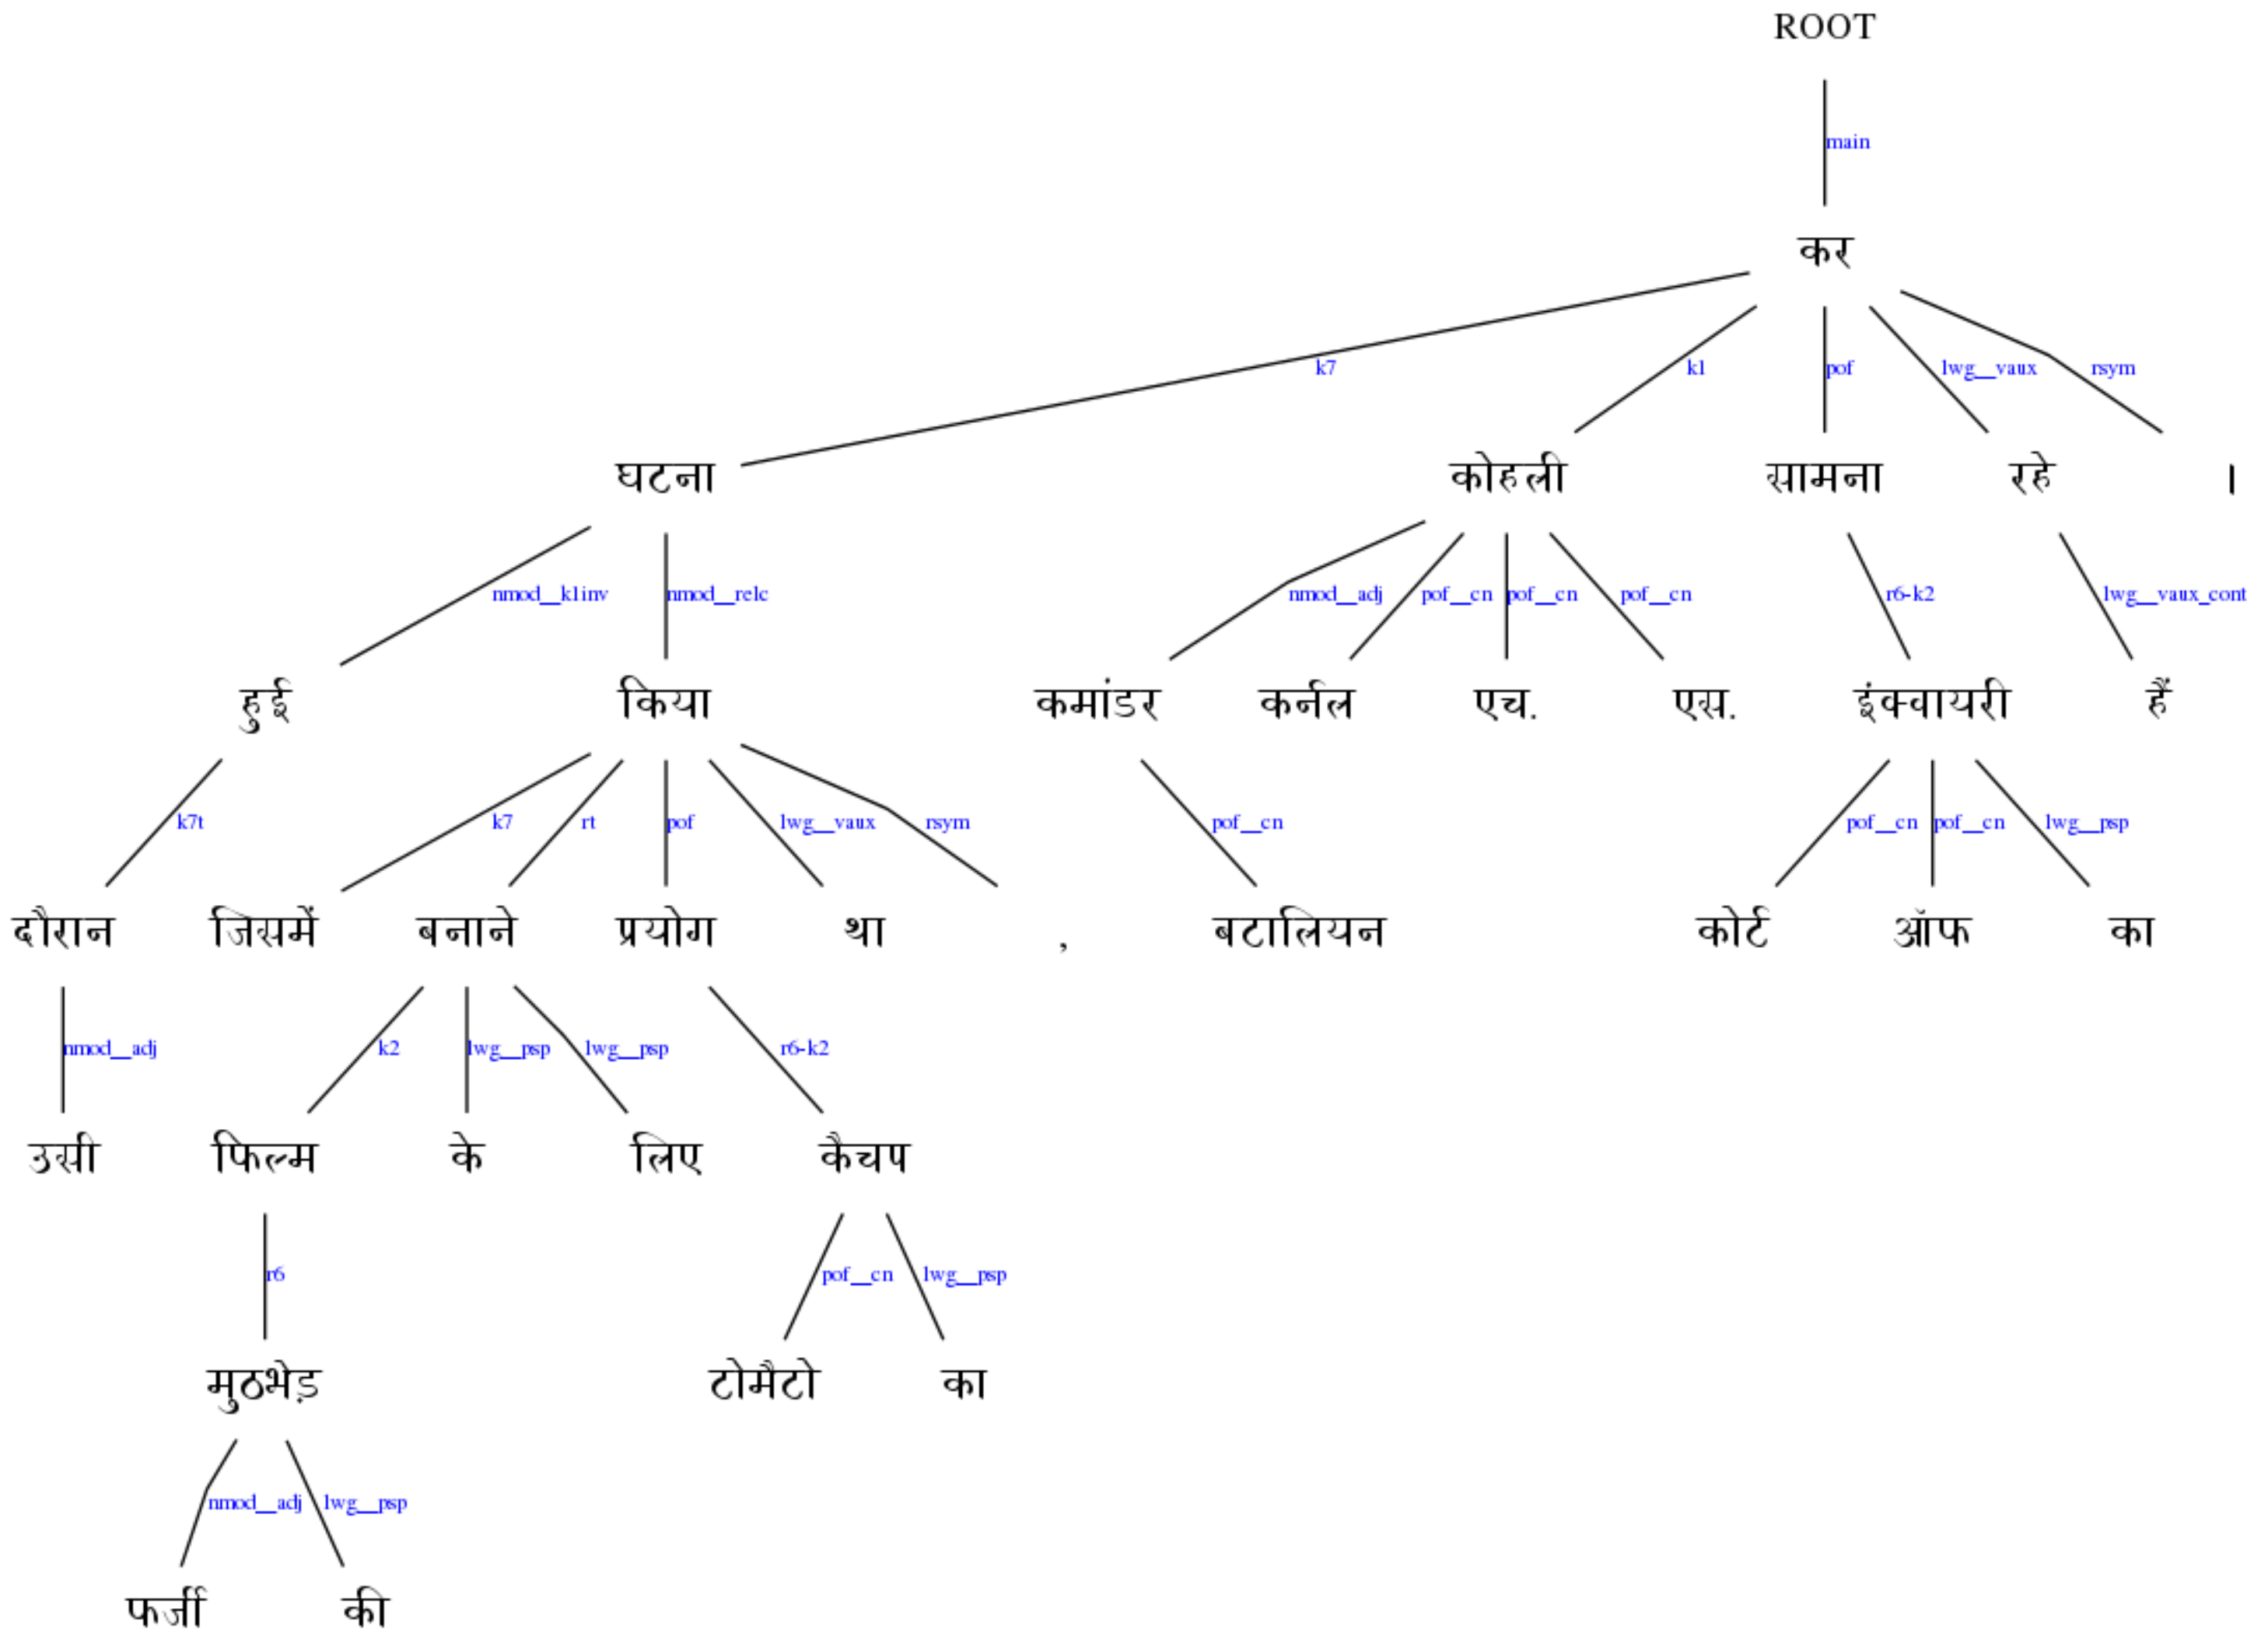 ROOT
main
कर
k7 k1 pof lwg__vaux rsym
घटना कोहली सामना रहे ।
nmod__k1inv nmod__relc nmod__adj pof__cn pof__cn pof__cn r6-k2 lwg__vaux_cont
हुई किया कमांडर कर्नल एच. एस. इंक्वायरी हैं
k7t k7 rt pof lwg__vaux rsym pof__cn pof__cn pof__cn lwg__psp
दौरान जिसमें बनाने प्रयोग था , बटालियन कोर्ट ऑफ का
nmod__adj k2 lwg__psp lwg__psp r6-k2
उसी फिल्म के लिए कैचप
r6 pof__cn lwg__psp
मुठभेड़ टोमैटो का
nmod__adj lwg__psp
फर्जी की